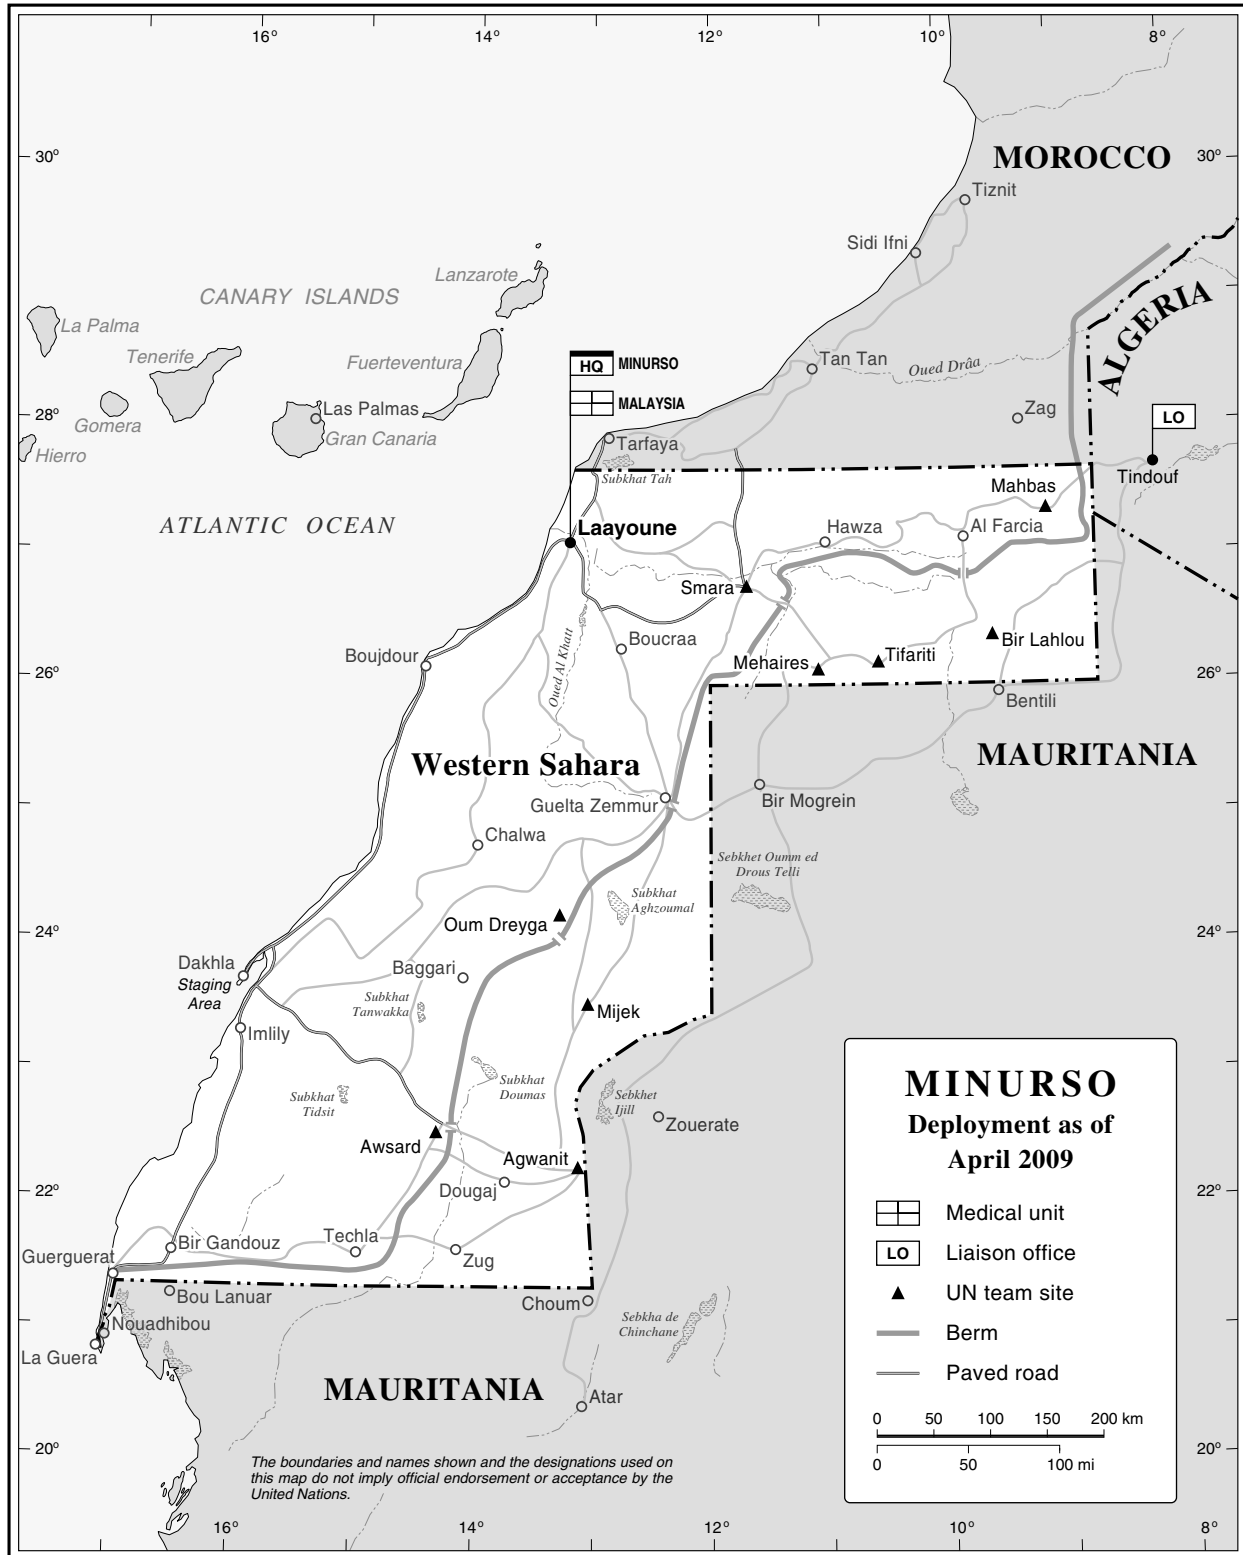 16°
14°
12°
10°
8°
30°
MOROCCO
30°
Tiznit
Sidi Ifni
Lanzarote
CANARY ISLANDS
ALGERIA
La Palma
Tenerife
Fuerteventura
HQ MINURSO
Tan Tan
Oued Drâa
MALAYSIA
Las Palmas
Zag
LO
28°
28°
Gomera
Gran Canaria
Tarfaya
Hierro
Subkhat Tah
Tindouf
Mahbas
ATLANTIC OCEAN
Laayoune
Hawza
Al Farcia
Smara
Oued Al Khatt
Boucraa
Bir Lahlou
Boujdour
Mehaires
Tifariti
26°
26°
Bentili
Western Sahara
MAURITANIA
Guelta Zemmur
Bir Mogrein
Chalwa
Sebkhet Oumm ed
Drous Telli
Subkhat
Aghzoumal
Oum Dreyga
24°
24°
Dakhla
Staging
Area
Baggari
Subkhat
Tanwakka
Mijek
Imlily
Subkhat
Doumas
Subkhat
Tidsit
Sebkhet
Ijill
Zouerate
Awsard
Agwanit
22°
22°
Dougaj
Techla
Bir Gandouz
Guerguerat
Zug
Bou Lanuar
Choum
Nouadhibou
Sebkha de
Chinchane
La Guera
MAURITANIA
Atar
20°
20°
The boundaries and names shown and the designations used on
this map do not imply official endorsement or acceptance by the
United Nations.
MINURSO
Deployment as of
April 2009
Medical unit
LO Liaison office
UN team site
Berm
Paved road
0 50 100 150 200 km
0 50 100 mi
16°
14°
12°
10°
8°